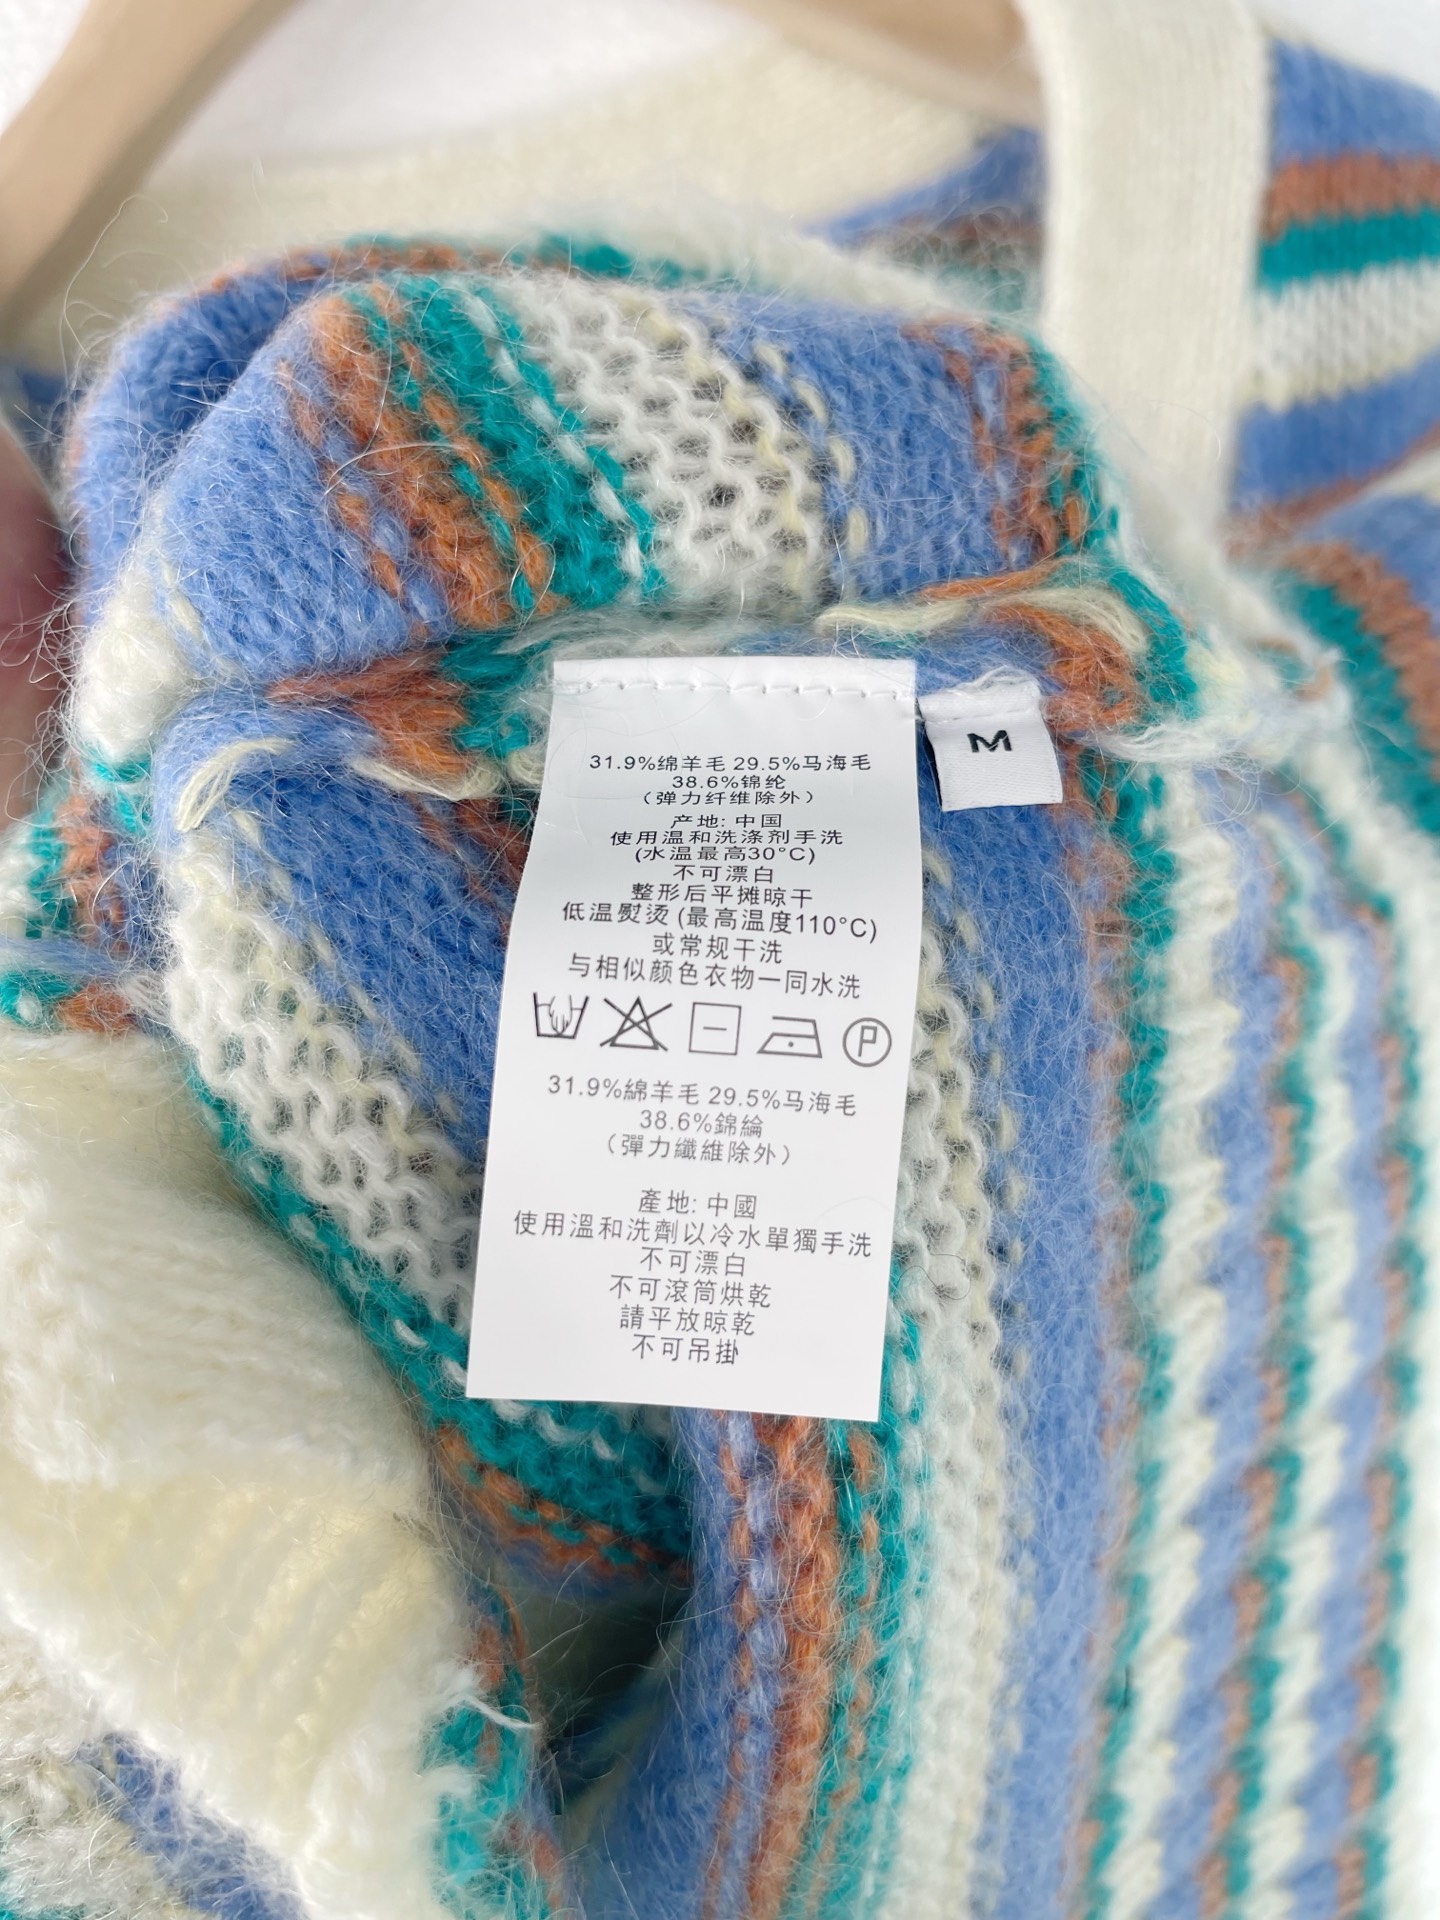 31.9%绵羊毛 29.5%马海毛
38.6%锦纶
（弹力纤维除外）
产地: 中国
使用温和洗涤剂手洗
(水温最高30°C)
不可漂白
整形后平摊晾干
低温熨烫 (最高温度110°C)
或常规干洗
与相似颜色衣物一同水洗
P
31.9%綿羊毛 29.5%马海毛
38.6%錦綸
（彈力纖維除外）
產地: 中國
使用溫和洗劑以冷水單獨手洗
不可漂白
不可滾筒烘乾
請平放晾乾
不可吊掛
M